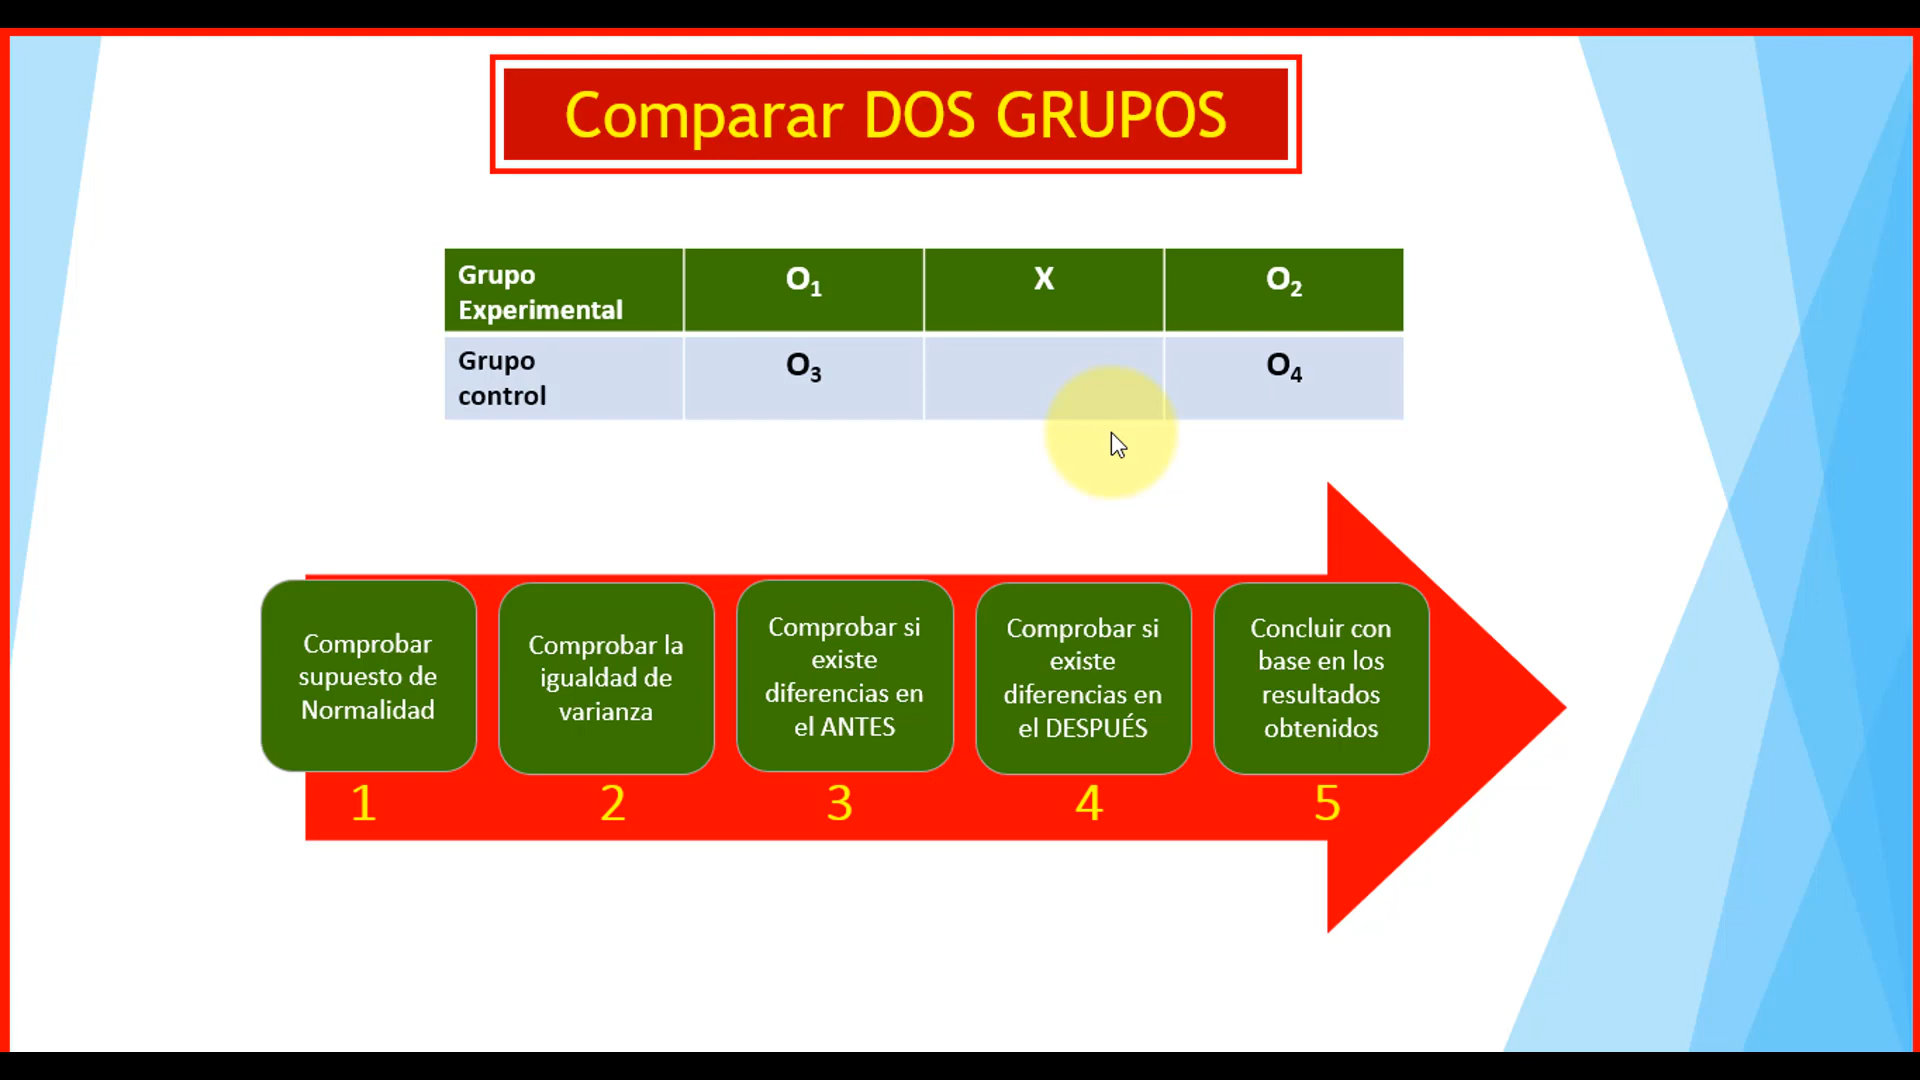 Comparar DOS GRUPOS
Grupo
Experimental
O₁
X
O₂
Grupo
control
O₃
O₄
Comprobar
supuesto de
Normalidad
Comprobar la
igualdad de
varianza
Comprobar si
existe
diferencias en
el ANTES
Comprobar si
existe
diferencias en
el DESPUÉS
Concluir con
base en los
resultados
obtenidos
1
2
3
4
5